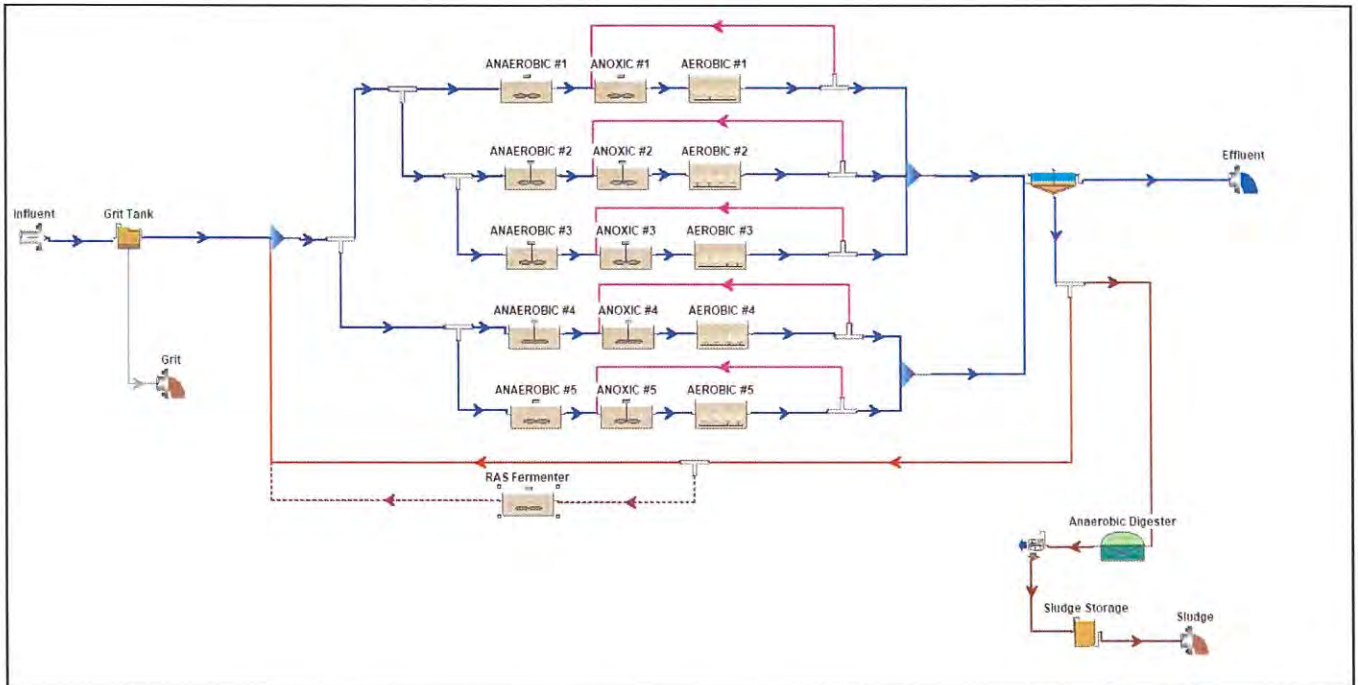 ANAEROBIC #1
ANOXIC #1
AEROBIC #1
ANAEROBIC #2
ANOXIC #2
AEROBIC #2
Effluent
Influent
Grit Tank
ANAEROBIC #3
ANOXIC #3
AEROBIC #3
ANAEROBIC #4
ANOXIC #4
AEROBIC #4
Grit
ANAEROBIC #5
ANOXIC #5
AEROBIC #5
RAS Fermenter
Anaerobic Digester
Sludge Storage
Sludge